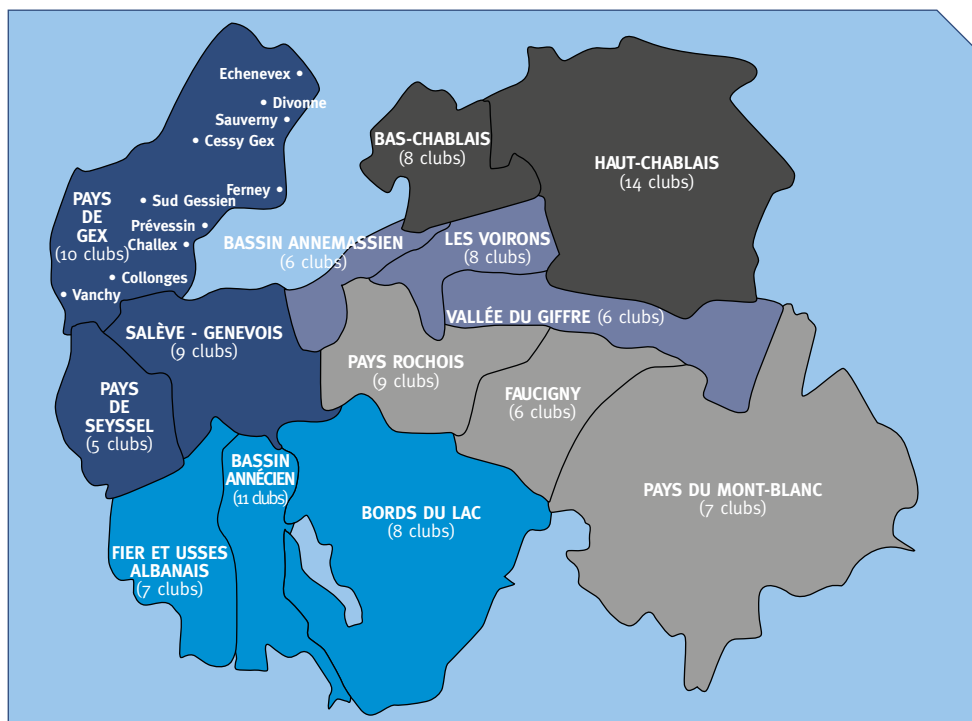 Echenevex
Divonne
Sauverny
Cessy Gex
Ferney
Sud Gessien
Prévessin
Challex
Collonges
Vanchy
PAYS
DE
GEX
(10 clubs)
BAS-CHABLAIS
(8 clubs)
HAUT-CHABLAIS
(14 clubs)
BASSIN ANNEMASSIEN
(6 clubs)
LES VOIRONS
(8 clubs)
VALLÉE DU GIFFRE (6 clubs)
SALÈVE - GENEVOIS
(9 clubs)
PAYS ROCHOIS
(9 clubs)
FAUCIGNY
(6 clubs)
PAYS
DE
SEYSSEL
(5 clubs)
BASSIN
ANNÉCIEN
(11 clubs)
BORDS DU LAC
(8 clubs)
PAYS DU MONT-BLANC
(7 clubs)
FIER ET USSES
ALBANAIS
(7 clubs)